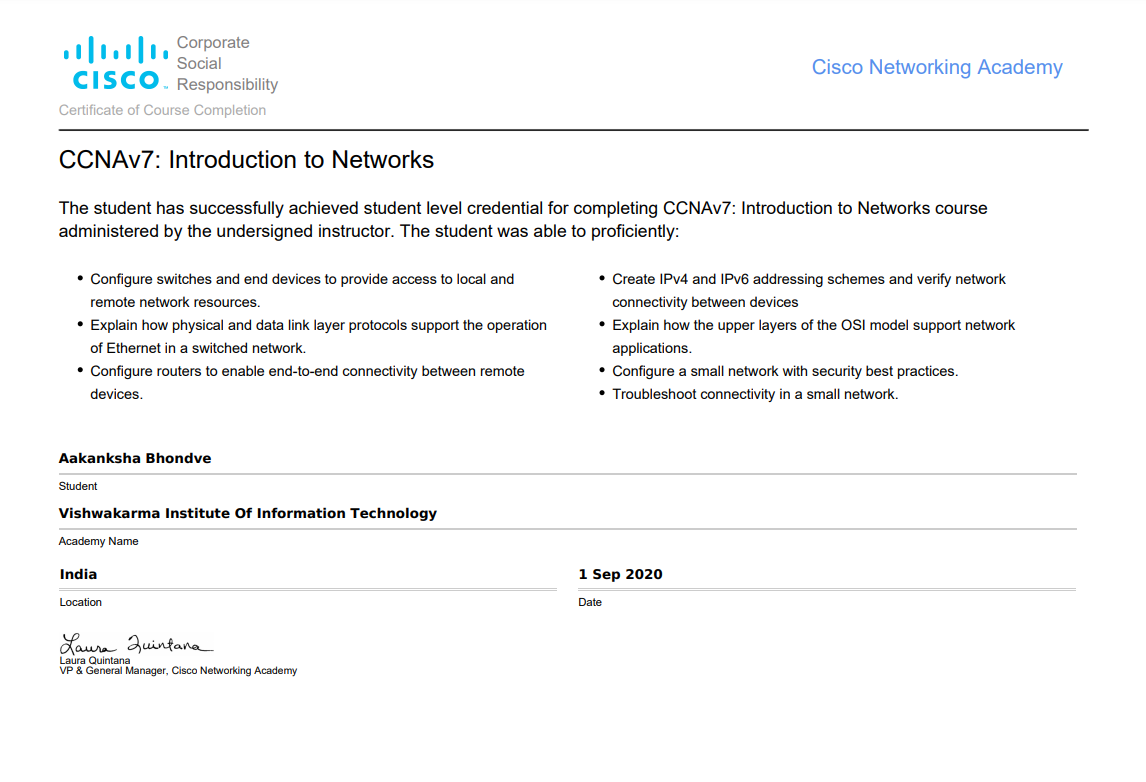 Corporate
Social
Responsibility
CISCO™
Cisco Networking Academy
Certificate of Course Completion
CCNAv7: Introduction to Networks
The student has successfully achieved student level credential for completing CCNAv7: Introduction to Networks course
administered by the undersigned instructor. The student was able to proficiently:
• Configure switches and end devices to provide access to local and
remote network resources.
• Explain how physical and data link layer protocols support the operation
of Ethernet in a switched network.
• Configure routers to enable end-to-end connectivity between remote
devices.
• Create IPv4 and IPv6 addressing schemes and verify network
connectivity between devices
• Explain how the upper layers of the OSI model support network
applications.
• Configure a small network with security best practices.
• Troubleshoot connectivity in a small network.
Aakanksha Bhondve
Student
Vishwakarma Institute Of Information Technology
Academy Name
India
Location
1 Sep 2020
Date
Laura Quintana
Laura Quintana
VP & General Manager, Cisco Networking Academy